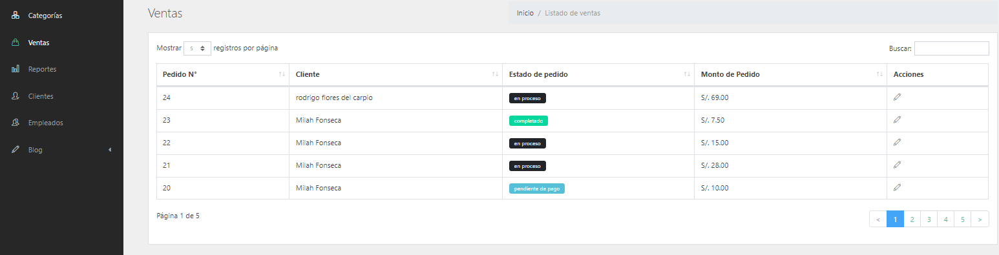 Categorías
Ventas
Reportes
Clientes
Empleados
Blog
Ventas
Inicio / Listado de ventas
Mostrar 5 registros por página
Buscar:
Pedido N° Cliente Estado de pedido Monto de Pedido Acciones
24 rodrigo flores del carpio en proceso S/. 69.00
23 Milah Fonseca completado S/. 7.50
22 Milah Fonseca en proceso S/. 15.00
21 Milah Fonseca en proceso S/. 28.00
20 Milah Fonseca pendiente de pago S/. 10.00
Página 1 de 5
< 1 2 3 4 5 >